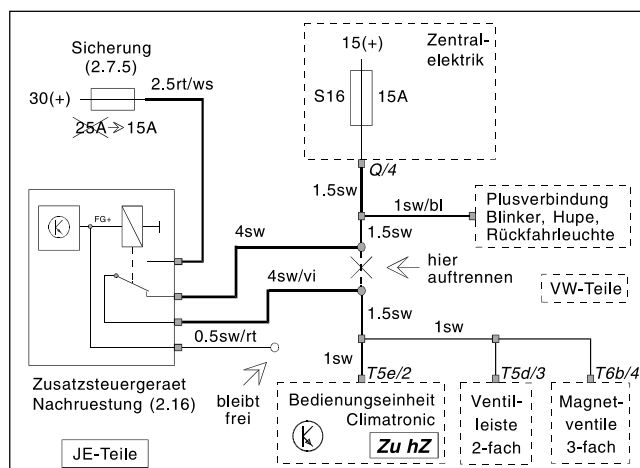 Sicherung
(2.7.5)
2.5rt/ws
30(+)
25A
15A
15(+)
Zentral-
elektrik
S16
15A
Q/4
1.5sw
1sw/bl
Plusverbindung
Blinker, Hupe,
Rückfahrleuchte
FG+
4sw
1.5sw
hier
auftrennen
4sw/vi
VW-Teile
1.5sw
0.5sw/rt
1sw
1sw
bleibt
frei
T5e/2
T5d/3
T6b/4
Zusatzsteuergeraet
Nachruestung (2.16)
Bedienungseinheit
Climatronic
Zu hZ
Ventil-
leiste
2-fach
Magnet-
ventile
3-fach
JE-Teile